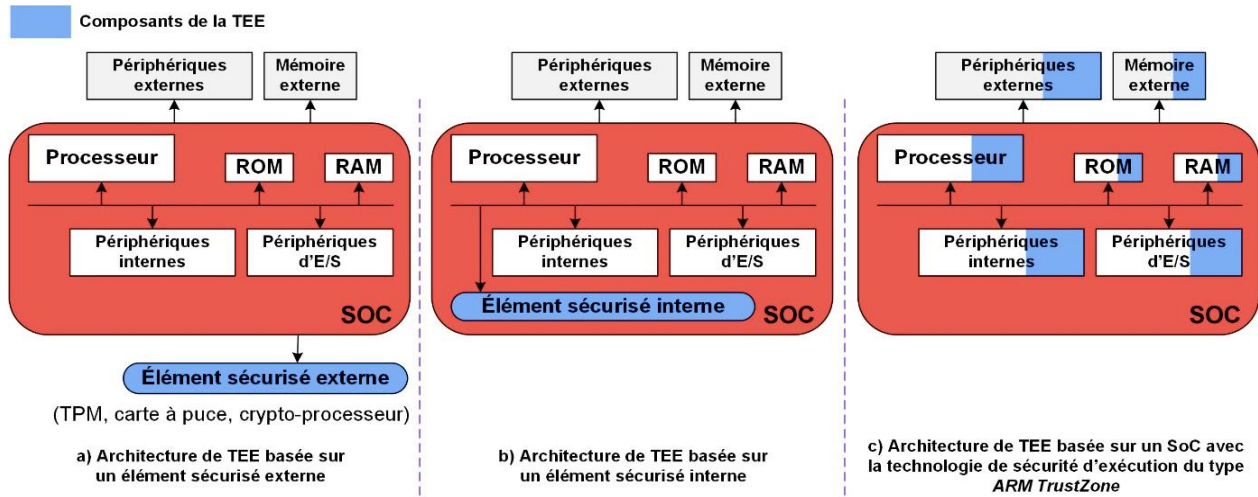 Composants de la TEE
Périphériques
externes
Mémoire
externe
Processeur
ROM
RAM
Périphériques
internes
Périphériques
d'E/S
SOC
Élément sécurisé externe
(TPM, carte à puce, crypto-processeur)
a) Architecture de TEE basée sur
un élément sécurisé externe
Périphériques
externes
Mémoire
externe
Processeur
ROM
RAM
Périphériques
internes
Périphériques
d'E/S
Élément sécurisé interne
SOC
b) Architecture de TEE basée sur
un élément sécurisé interne
Périphériques
externes
Mémoire
externe
Processeur
ROM
RAM
Périphériques
internes
Périphériques
d'E/S
SOC
c) Architecture de TEE basée sur un SoC avec
la technologie de sécurité d'exécution du type
ARM TrustZone